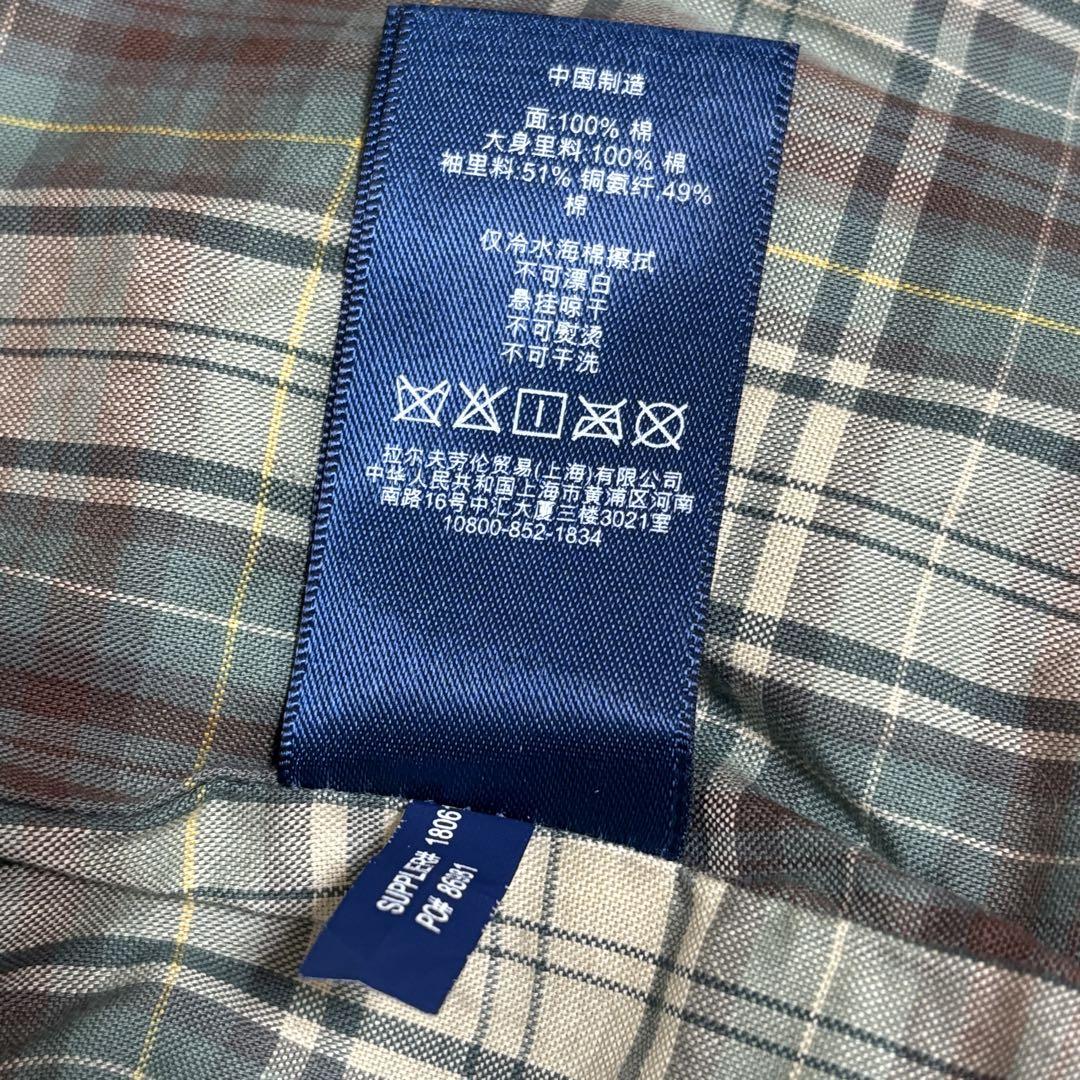 中国制造
面:100% 棉
大身里料:100% 棉
袖里料:51% 铜氨纤,49%
棉
仅冷水海棉擦拭
不可漂白
悬挂晾干
不可熨烫
不可干洗
拉尔夫劳伦贸易(上海)有限公司
中华人民共和国上海市黄浦区河南
南路16号中汇大厦三楼3021室
10800-852-1834
SUPPLER# 1806
PO#